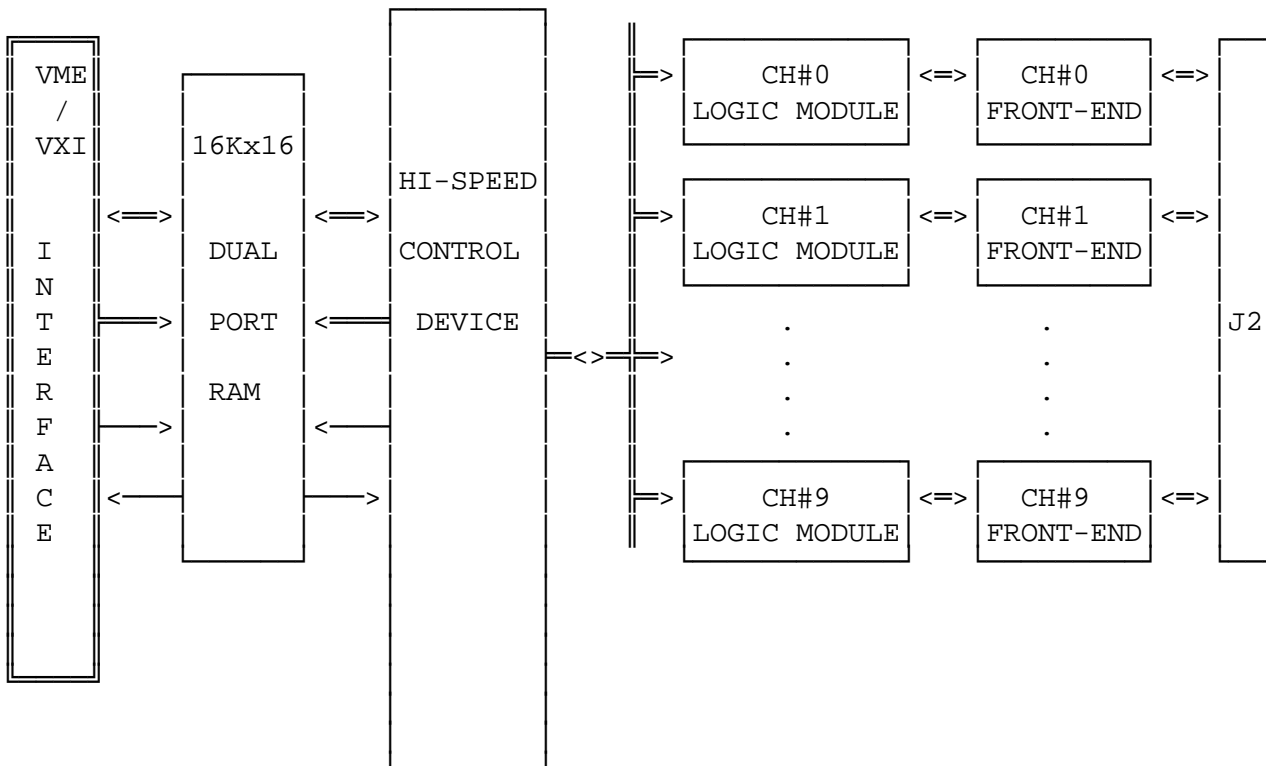 VME
/
VXI
INTERFACE
16Kx16
DUAL
PORT
RAM
HI-SPEED
CONTROL
DEVICE
CH#0
LOGIC MODULE
CH#0
FRONT-END
CH#1
LOGIC MODULE
CH#1
FRONT-END
CH#9
LOGIC MODULE
CH#9
FRONT-END
J2